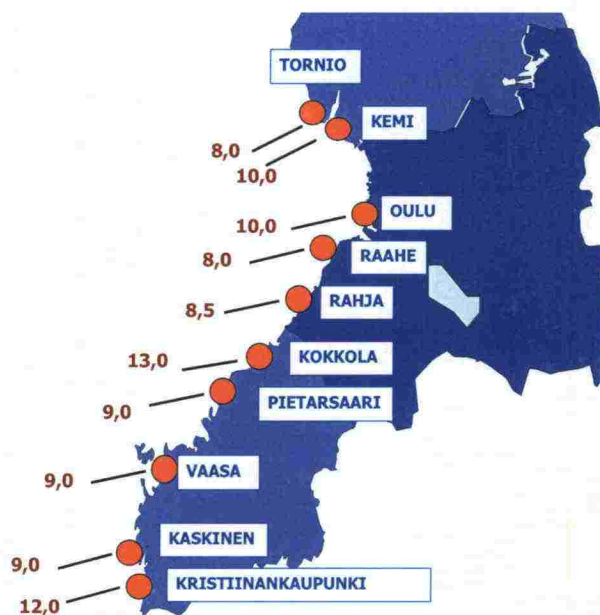 TORNIO
8,0
KEMI
10,0
10,0
OULU
8,0
RAAHE
8,5
RAHJA
13,0
KOKKOLA
9,0
PIETARSAARI
9,0
VAASA
KASKINEN
9,0
KRISTIINANKAUPUNKI
12,0